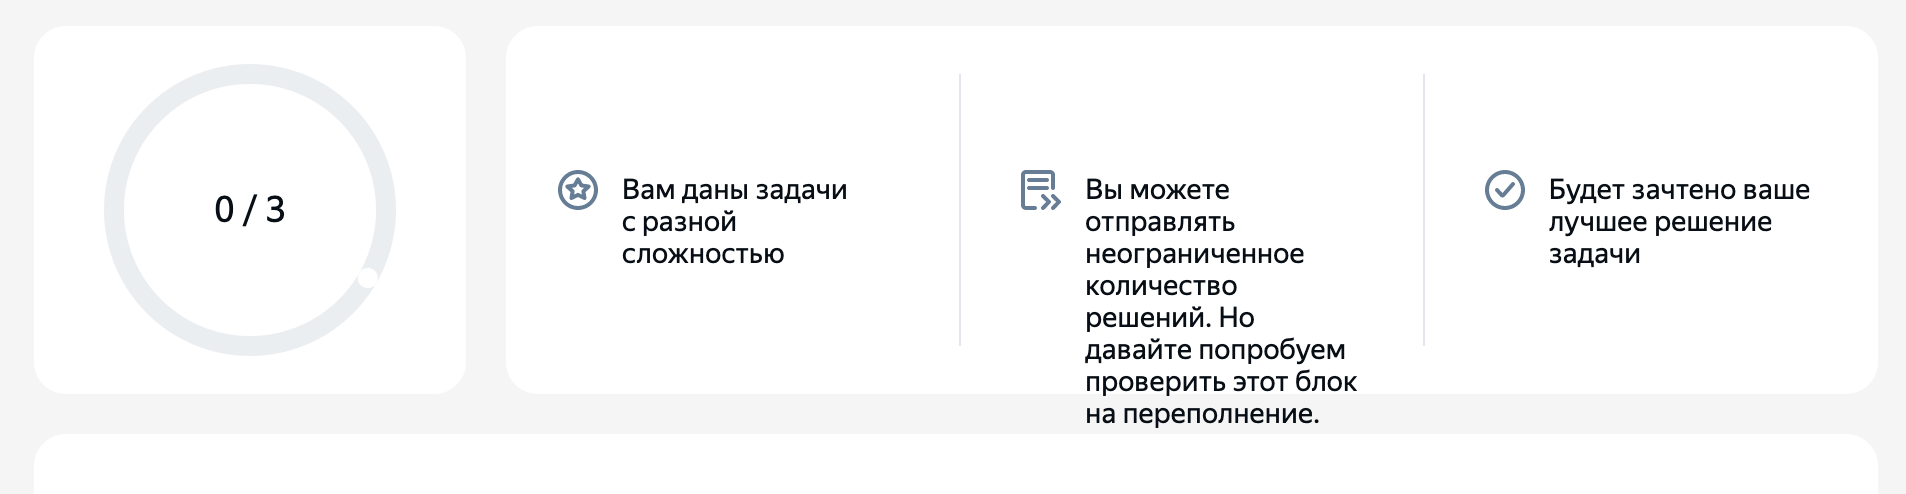 0 / 3
Вам даны задачи
с разной
сложностью
Вы можете
отправлять
неограниченное
количество
решений. Но
давайте попробуем
проверить этот блок
на переполнение.
Будет зачтено ваше
лучшее решение
задачи